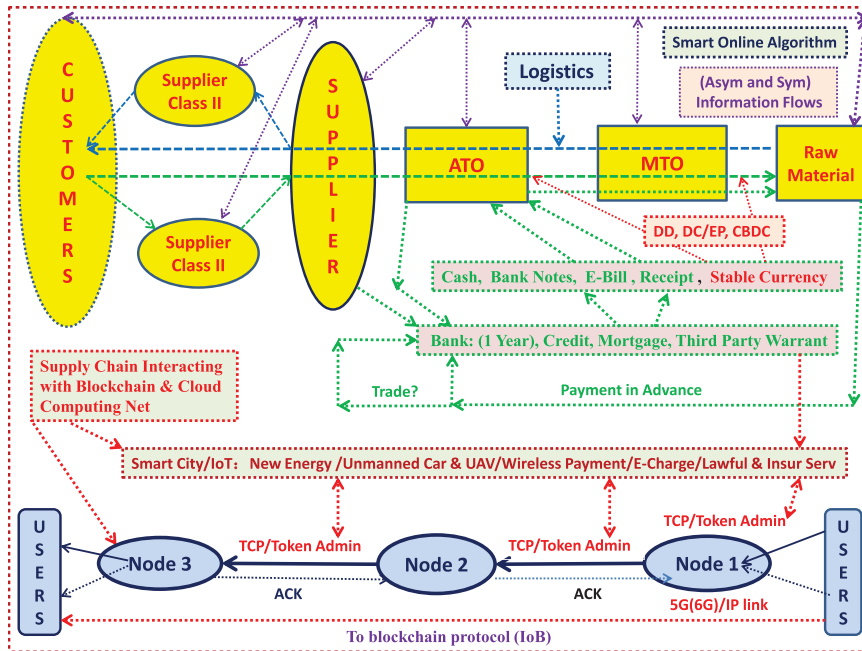 Smart Online Algorithm
(Asym and Sym)
Information Flows
Logistics
CUSTOMERS
Supplier
Class II
SUPPLIER
ATO
MTO
Raw
Material
Supplier
Class II
DD, DC/EP, CBDC
Cash, Bank Notes, E-Bill , Receipt , Stable Currency
Bank: (1 Year), Credit, Mortgage, Third Party Warrant
Supply Chain Interacting
with Blockchain & Cloud
Computing Net
Trade?
Payment in Advance
Smart City/IoT: New Energy /Unmanned Car & UAV/Wireless Payment/E-Charge/Lawful & Insur Serv
TCP/Token Admin
USERS
TCP/Token Admin
TCP/Token Admin
USERS
Node 3
Node 2
Node 1
ACK
ACK
5G(6G)/IP link
To blockchain protocol (IoB)